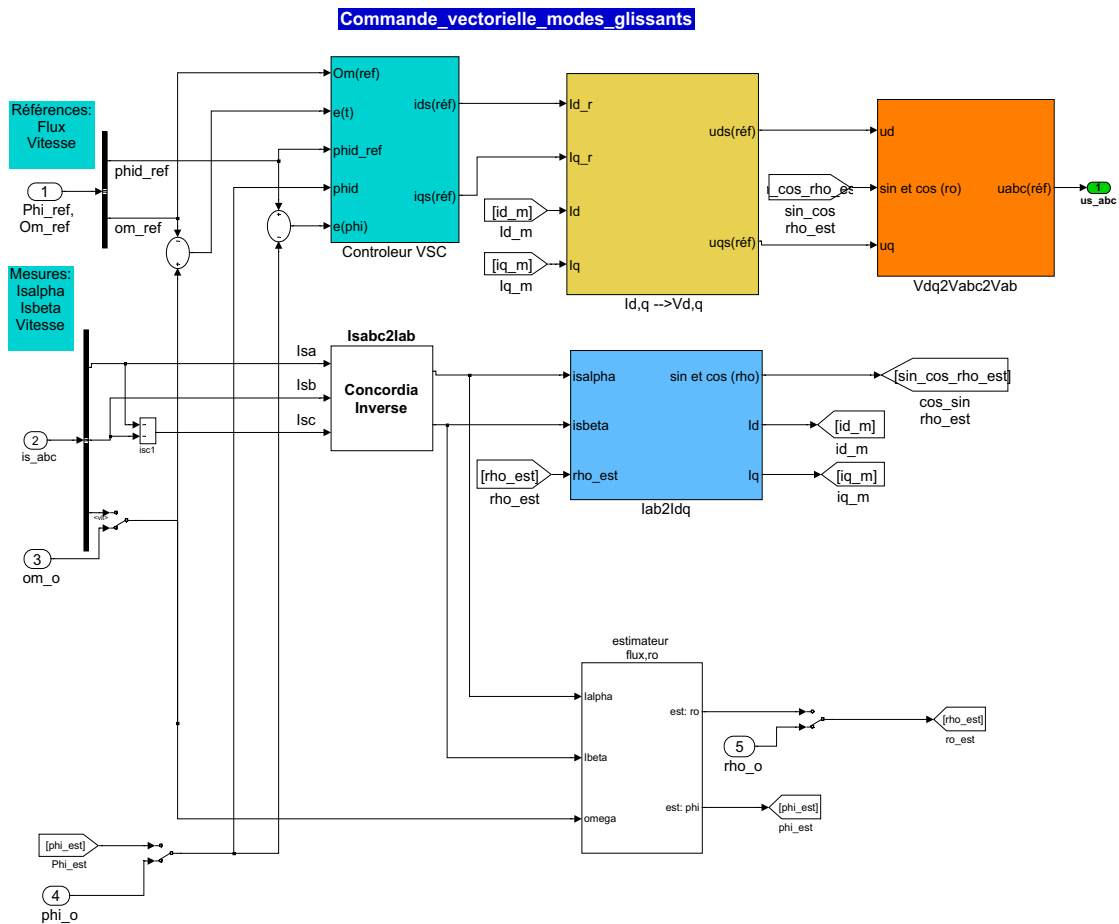 Commande_vectorielle_modes_glissants
Références:
Flux
Vitesse
1
Phi_ref,
Om_ref
phid_ref
om_ref
Om(ref)
e(t)
phid_ref
phid
e(phi)
ids(réf)
iqs(réf)
Controleur VSC
Id_r
Iq_r
Id
Iq
uds(réf)
uqs(réf)
[id_m]
Id_m
[iq_m]
Iq_m
Id,q -->Vd,q
_cos_rho_es
sin_cos
rho_est
ud
sin et cos (ro)
uq
uabc(réf)
Vdq2Vabc2Vab
1
us_abc
Mesures:
Isalpha
Isbeta
Vitesse
2
is_abc
isc1
<vit>
3
om_o
Isa
Isb
Isc
Isabc2Iab
Concordia
Inverse
isalpha
isbeta
rho_est
sin et cos (rho)
Id
Iq
[rho_est]
rho_est
Iab2Idq
[sin_cos_rho_est]
cos_sin
rho_est
[id_m]
id_m
[iq_m]
iq_m
estimateur
flux,ro
Ialpha
Ibeta
omega
est: ro
est: phi
5
rho_o
[rho_est]
ro_est
[phi_est]
phi_est
[phi_est]
Phi_est
4
phi_o